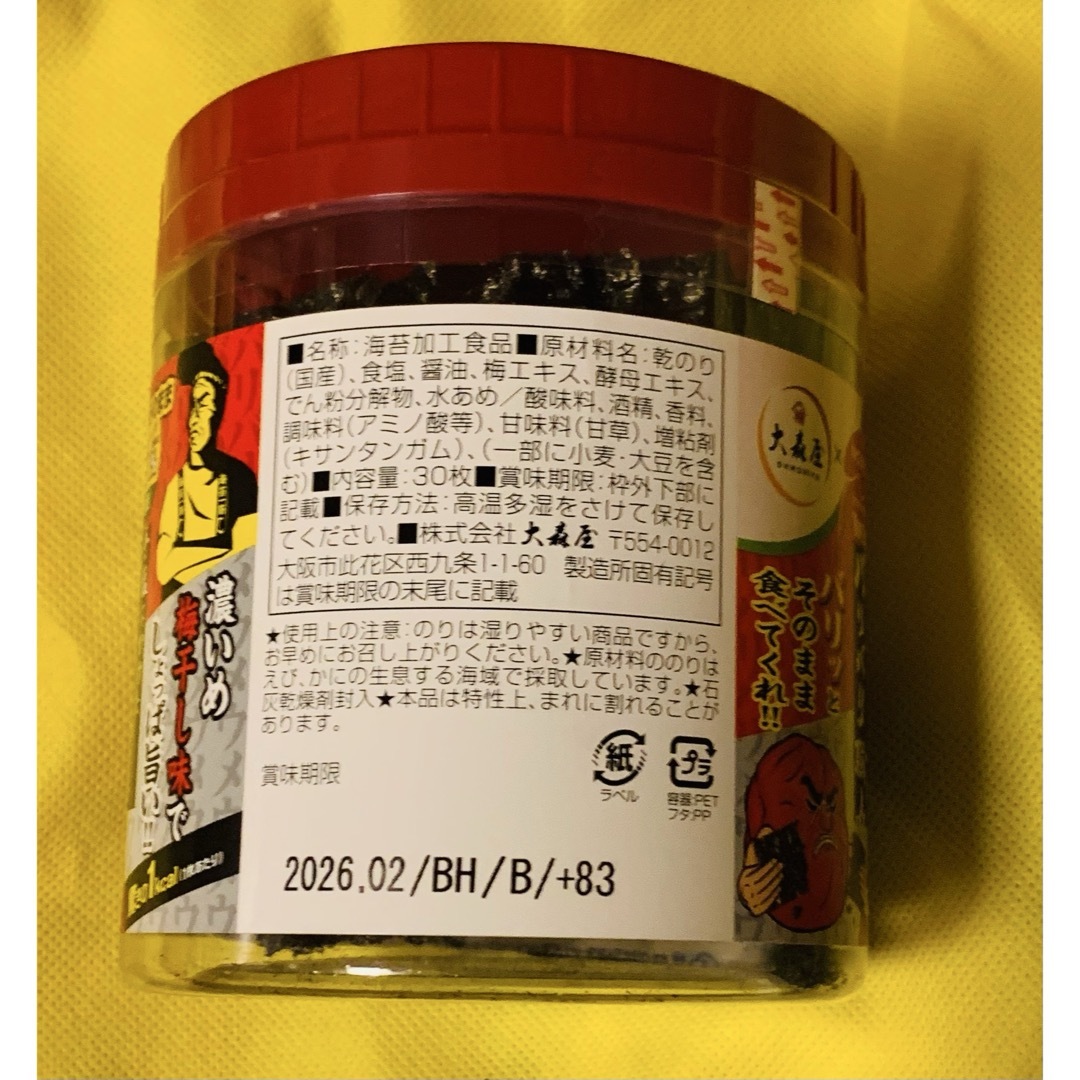 ■名称：海苔加工食品■原材料名：乾のり
(国産)、食塩、醤油、梅エキス、酵母エキス、
でん粉分解物、水あめ／酸味料、酒精、香料、
調味料(アミノ酸等)、甘味料(甘草)、増粘剤
(キサンタンガム)、(一部に小麦・大豆を含
む)■内容量：30枚■賞味期限：枠外下部に
記載■保存方法：高温多湿をさけて保存し
てください。■株式会社 大森屋 〒554-0012
大阪市此花区西九条1-1-60 製造所固有記号
は賞味期限の末尾に記載
★使用上の注意：のりは湿りやすい商品ですから、
お早めにお召し上がりください。★原材料ののりは
えび、かにの生息する海域で採取しています。★石
灰乾燥剤封入★本品は特性上、まれに割れることが
あります。
賞味期限
紙
ラベル
プラ
容器:PET
フタ:PP
2026.02/BH/B/+83
濃いめ
梅干し味で
しょっぱ旨い!!
1kcal(1枚あたり)
大森屋
×
パリッと
そのまま
食べてくれ!!